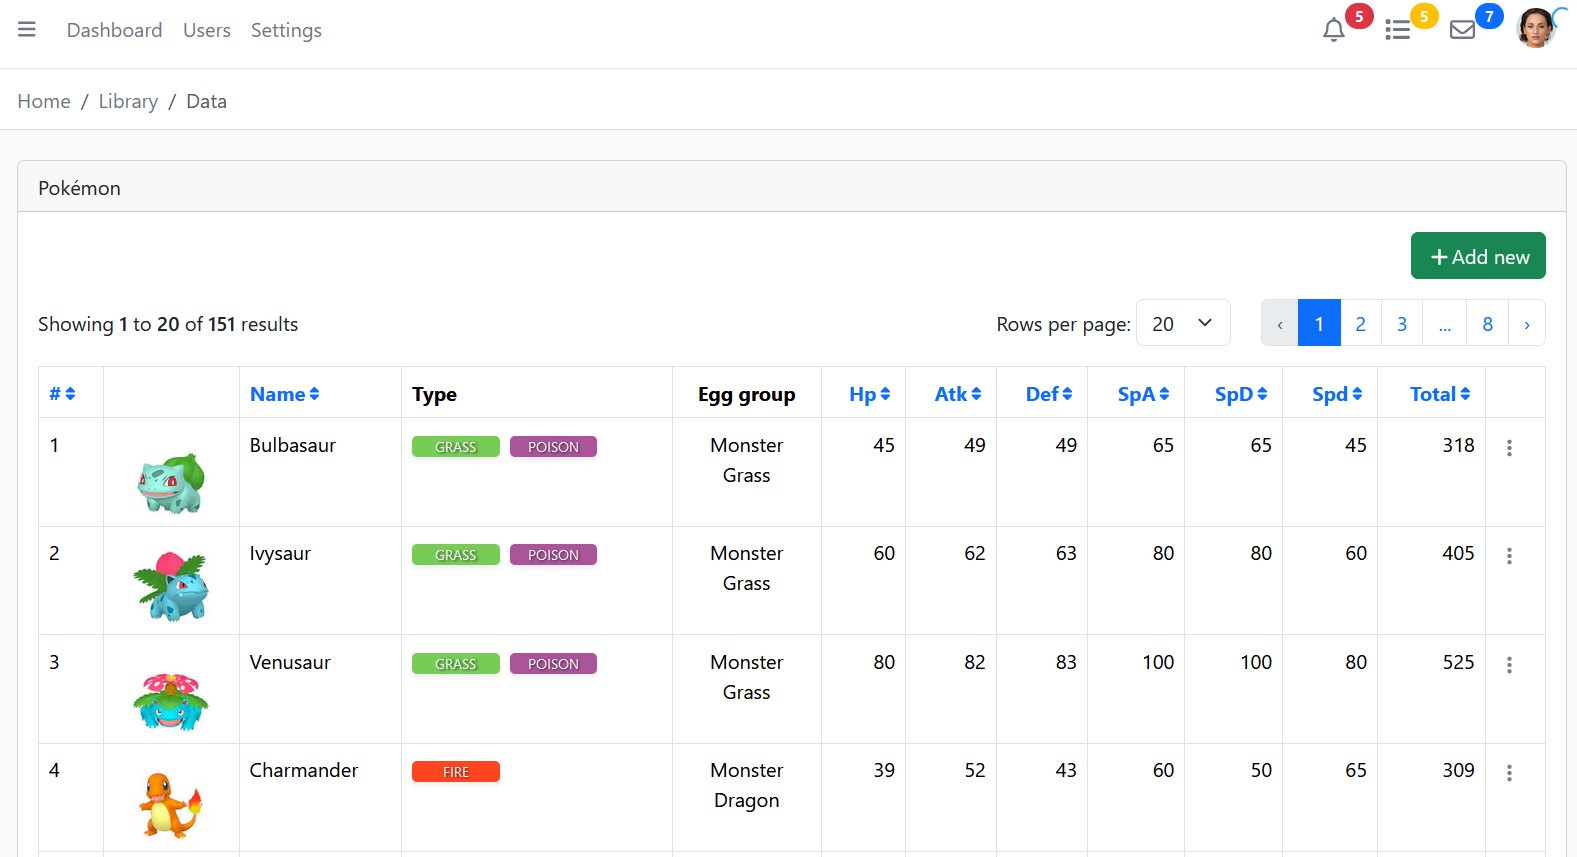 Dashboard Users Settings 5 5 7
Home / Library / Data
Pokémon
+ Add new
Showing 1 to 20 of 151 results Rows per page: 20 ‹ 1 2 3 ... 8 ›
# Name Type Egg group Hp Atk Def SpA SpD Spd Total
1 Bulbasaur GRASS POISON Monster 45 49 49 65 65 45 318
Grass
2 Ivysaur GRASS POISON Monster 60 62 63 80 80 60 405
Grass
3 Venusaur GRASS POISON Monster 80 82 83 100 100 80 525
Grass
4 Charmander FIRE Monster 39 52 43 60 50 65 309
Dragon